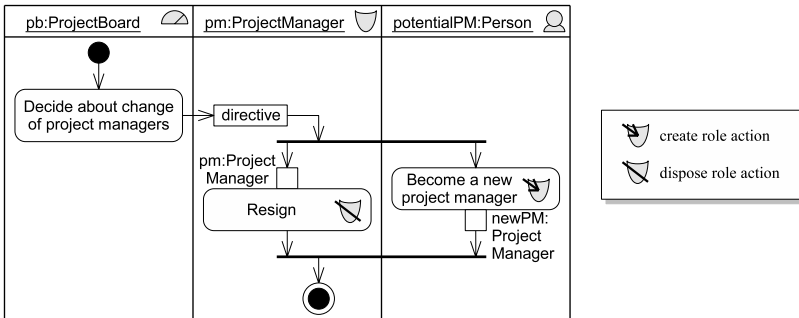 pb:ProjectBoard
pm:ProjectManager
potentialPM:Person
Decide about change
of project managers
directive
pm:Project
Manager
Resign
Become a new
project manager
newPM:
Project
Manager
create role action
dispose role action